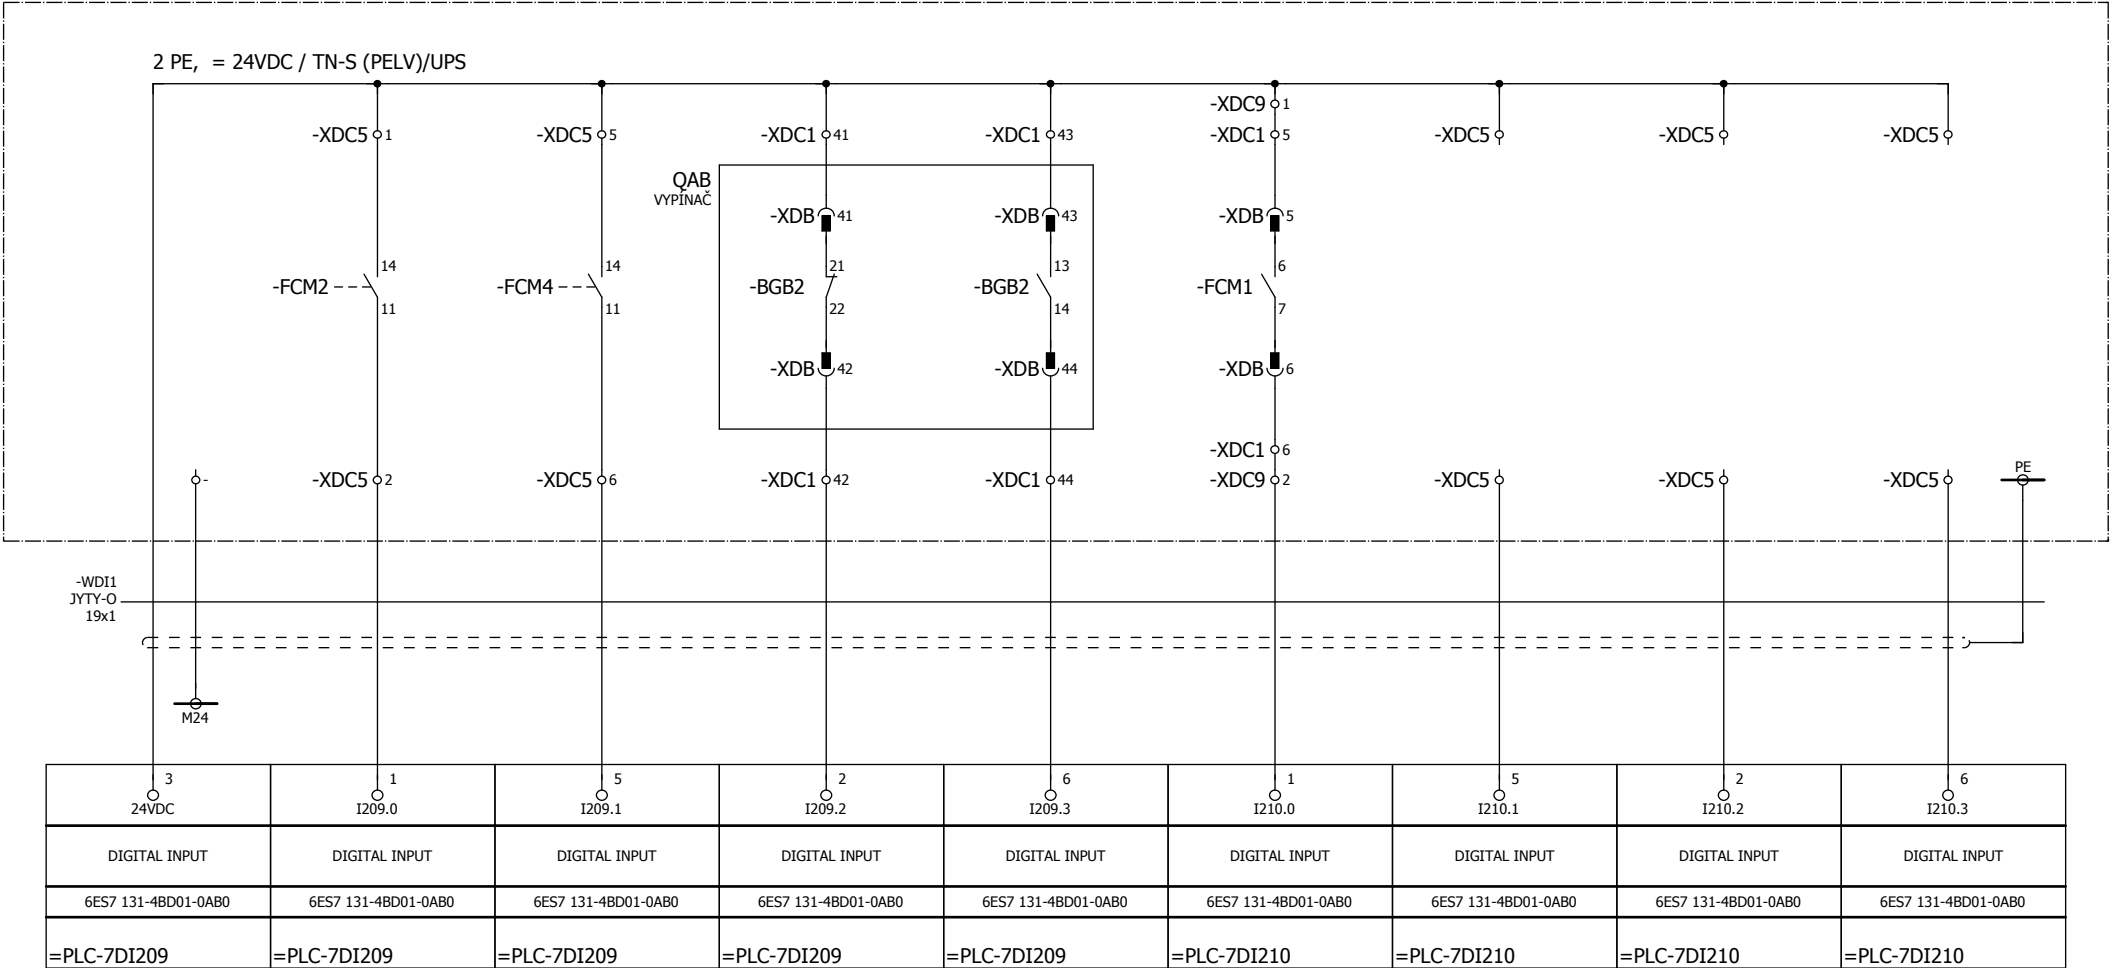 2 PE, = 24VDC / TN-S (PELV)/UPS
-XDC9 1
-XDC5 1
-XDC5 5
-XDC1 41
-XDC1 43
-XDC1 5
-XDC5
-XDC5
-XDC5
QAB
VYPÍNAČ
-XDB 41
-XDB 43
-XDB 5
14
14
21
13
6
-FCM2
-FCM4
-BGB2
-BGB2
-FCM1
11
11
22
14
7
-XDB 42
-XDB 44
-XDB 6
-XDC1 6
-
-XDC5 2
-XDC5 6
-XDC1 42
-XDC1 44
-XDC9 2
-XDC5
-XDC5
-XDC5
PE
-WDI1
JYTY-O
19x1
M24
3 1 5 2 6 1 5 2 6
24VDC I209.0 I209.1 I209.2 I209.3 I210.0 I210.1 I210.2 I210.3
DIGITAL INPUT DIGITAL INPUT DIGITAL INPUT DIGITAL INPUT DIGITAL INPUT DIGITAL INPUT DIGITAL INPUT DIGITAL INPUT DIGITAL INPUT
6ES7 131-4BD01-0AB0 6ES7 131-4BD01-0AB0 6ES7 131-4BD01-0AB0 6ES7 131-4BD01-0AB0 6ES7 131-4BD01-0AB0 6ES7 131-4BD01-0AB0 6ES7 131-4BD01-0AB0 6ES7 131-4BD01-0AB0 6ES7 131-4BD01-0AB0
=PLC-7DI209 =PLC-7DI209 =PLC-7DI209 =PLC-7DI209 =PLC-7DI209 =PLC-7DI210 =PLC-7DI210 =PLC-7DI210 =PLC-7DI210